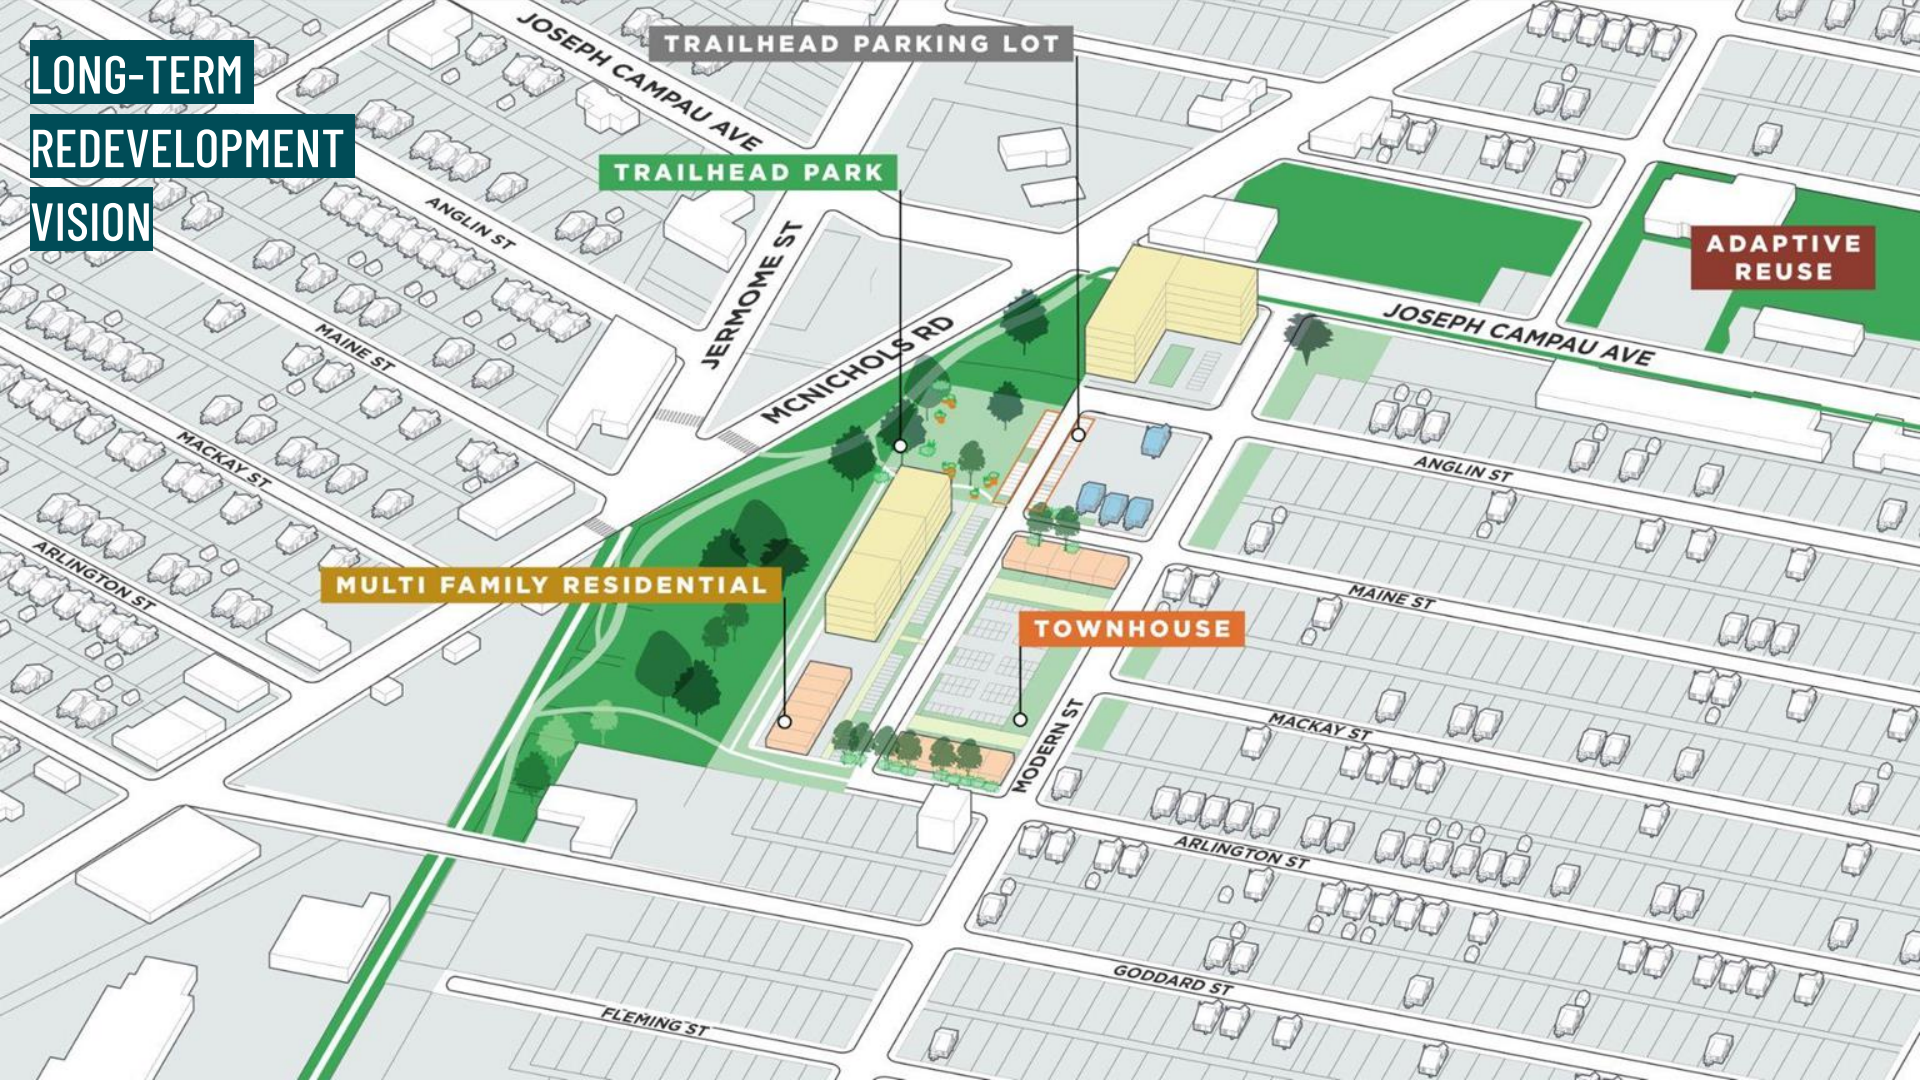 LONG-TERM
REDEVELOPMENT
VISION
JOSEPH CAMPAU AVE
TRAILHEAD PARKING LOT
TRAILHEAD PARK
ANGLIN ST
JERMOME ST
MCNICHOLS RD
ADAPTIVE
REUSE
JOSEPH CAMPAU AVE
MAINE ST
MACKAY ST
ARLINGTON ST
ANGLIN ST
MULTI FAMILY RESIDENTIAL
TOWNHOUSE
MAINE ST
MODERN ST
MACKAY ST
ARLINGTON ST
GODDARD ST
FLEMING ST